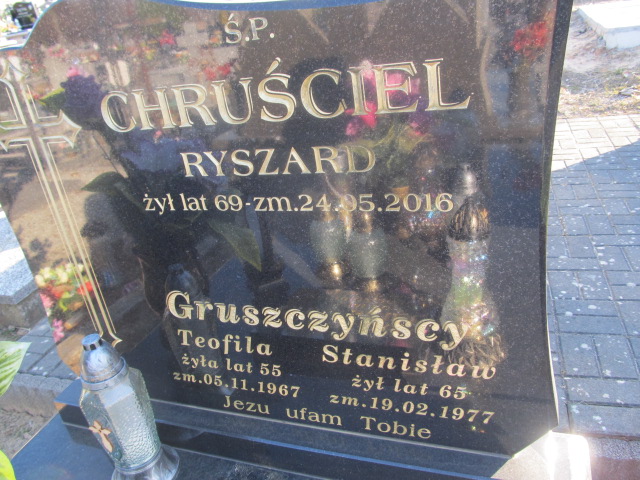 Ś.P.
CHRUŚCIEL
RYSZARD
żył lat 69-zm.24.05.2016
Gruszczyńscy
Teofila Stanisław
żyła lat 55 żył lat 65
zm.05.11.1967 zm.19.02.1977
Jezu ufam Tobie